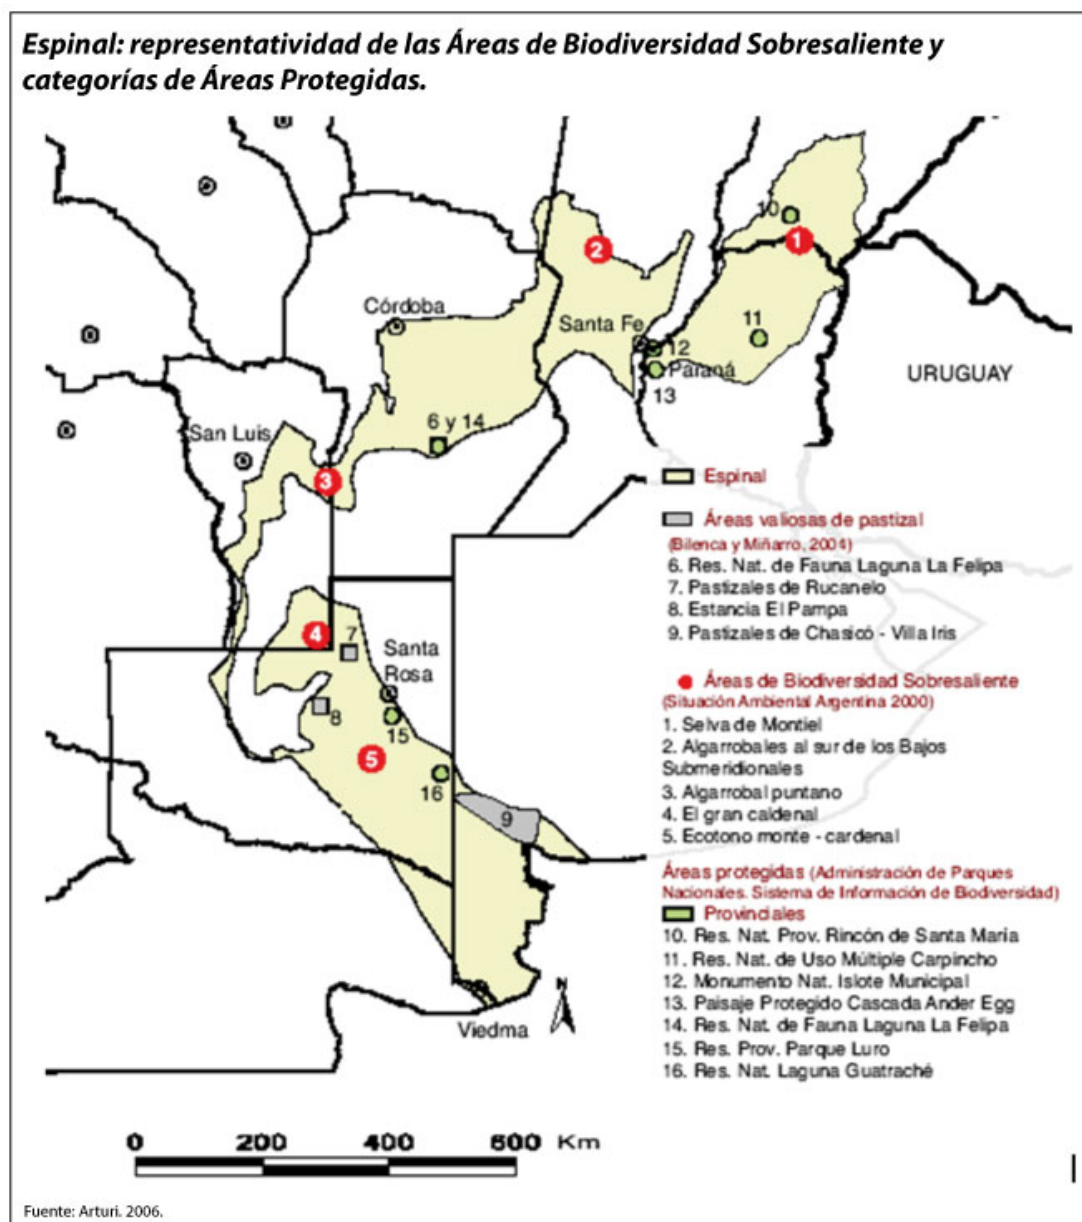 Espinal: representatividad de las Áreas de Biodiversidad Sobresaliente y
categorías de Áreas Protegidas.
10
1
2
Córdoba
Santa Fe
11
12
Paraná
13
URUGUAY
6 y 14
San Luis
3
4
7
Santa
Rosa
8
15
5
16
9
N
Viedma
Espinal
Áreas valiosas de pastizal
(Bilenca y Miñarro, 2004)
6. Res. Nat. de Fauna Laguna La Felipa
7. Pastizales de Rucanelo
8. Estancia El Pampa
9. Pastizales de Chasicó - Villa Iris
Áreas de Biodiversidad Sobresaliente
(Situación Ambiental Argentina 2000)
1. Selva de Montiel
2. Algarrobales al sur de los Bajos
Submeridionales
3. Algarrobal puntano
4. El gran caldenal
5. Ecotono monte - cardenal
Áreas protegidas (Administración de Parques
Nacionales. Sistema de Información de Biodiversidad)
Provinciales
10. Res. Nat. Prov. Rincón de Santa María
11. Res. Nat. de Uso Múltiple Carpincho
12. Monumento Nat. Islote Municipal
13. Paisaje Protegido Cascada Ander Egg
14. Res. Nat. de Fauna Laguna La Felipa
15. Res. Prov. Parque Luro
16. Res. Nat. Laguna Guatraché
0 200 400 600 Km
Fuente: Arturi. 2006.